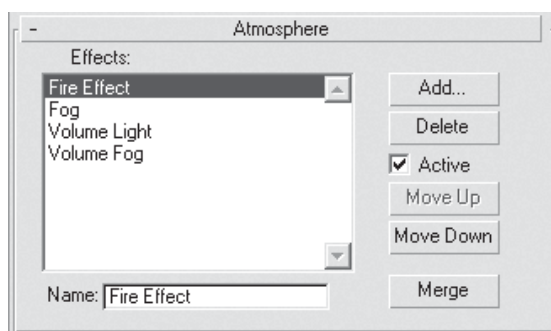 - Atmosphere
Effects:
Fire Effect
Fog
Volume Light
Volume Fog
Add...
Delete
Active
Move Up
Move Down
Name: Fire Effect
Merge